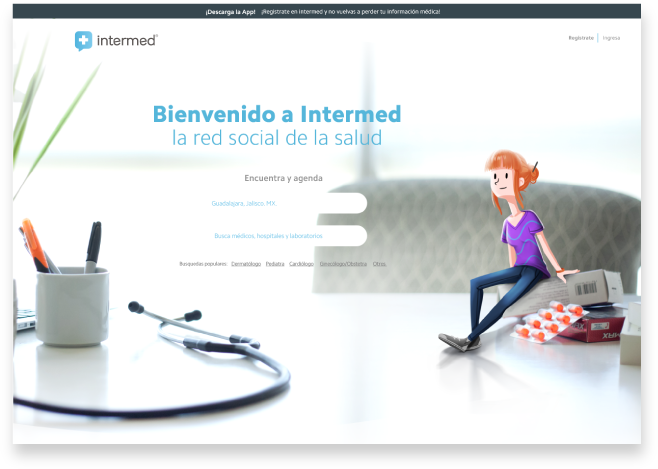 ¡Descarga la App! ¡Regístrate en Intermed y no vuelvas a perder tu información médica!
intermed®
Regístrate | Ingresa
Bienvenido a Intermed
la red social de la salud
Encuentra y agenda
Guadalajara, Jalisco, MX.
Busca médicos, hospitales y laboratorios
Busquedas populares: Dermatólogo Pediatra Cardiólogo Ginecólogo/Obstetra Otros.